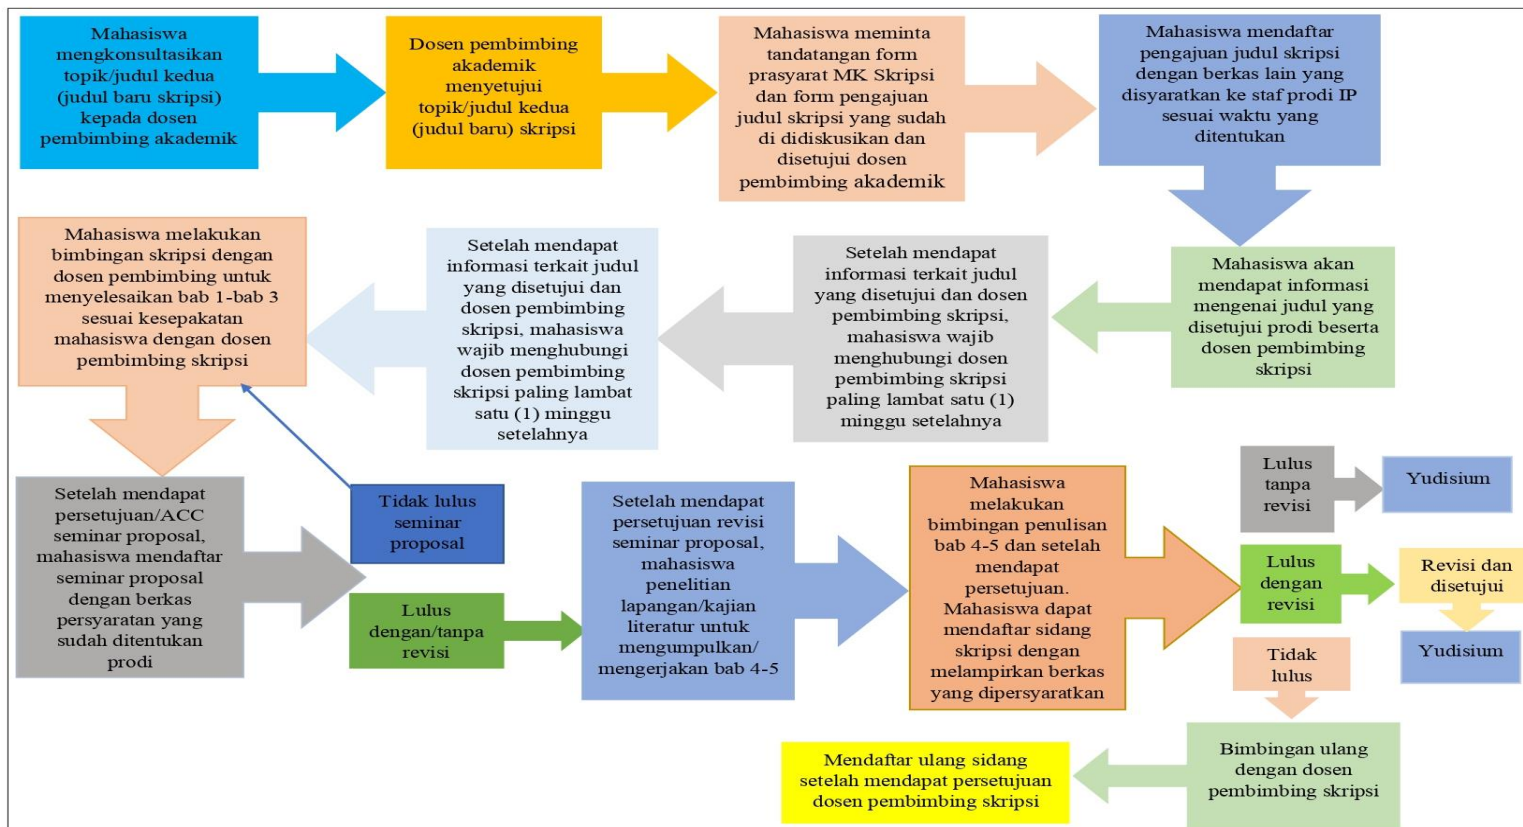 Mahasiswa
mengkonsultasikan
topik/judul kedua
(judul baru skripsi)
kepada dosen
pembimbing akademik
Dosen pembimbing
akademik
menyetujui
topik/judul kedua
(judul baru) skripsi
Mahasiswa meminta
tandatangan form
prasyarat MK Skripsi
dan form pengajuan
judul skripsi yang sudah
di didiskusikan dan
disetujui dosen
pembimbing akademik
Mahasiswa mendaftar
pengajuan judul skripsi
dengan berkas lain yang
disyaratkan ke staf prodi IP
sesuai waktu yang
ditentukan
Mahasiswa akan
mendapat informasi
mengenai judul yang
disetujui prodi beserta
dosen pembimbing
skripsi
Setelah mendapat
informasi terkait judul
yang disetujui dan dosen
pembimbing skripsi,
mahasiswa wajib
menghubungi dosen
pembimbing skripsi
paling lambat satu (1)
minggu setelahnya
Setelah mendapat
informasi terkait judul
yang disetujui dan
dosen pembimbing
skripsi, mahasiswa
wajib menghubungi
dosen pembimbing
skripsi paling lambat
satu (1) minggu
setelahnya
Mahasiswa melakukan
bimbingan skripsi dengan
dosen pembimbing untuk
menyelesaikan bab 1-bab 3
sesuai kesepakatan
mahasiswa dengan dosen
pembimbing skripsi
Setelah mendapat
persetujuan/ACC
seminar proposal,
mahasiswa mendaftar
seminar proposal
dengan berkas
persyaratan yang
sudah ditentukan
prodi
Tidak lulus
seminar
proposal
Lulus
dengan/tanpa
revisi
Setelah mendapat
persetujuan revisi
seminar proposal,
mahasiswa
penelitian
lapangan/kajian
literatur untuk
mengumpulkan/
mengerjakan bab 4-5
Mahasiswa
melakukan
bimbingan penulisan
bab 4-5 dan setelah
mendapat
persetujuan.
Mahasiswa dapat
mendaftar sidang
skripsi dengan
melampirkan berkas
yang dipersyaratkan
Lulus
tanpa
revisi
Yudisium
Lulus
dengan
revisi
Revisi dan
disetujui
Yudisium
Tidak
lulus
Bimbingan ulang
dengan dosen
pembimbing skripsi
Mendaftar ulang sidang
setelah mendapat persetujuan
dosen pembimbing skripsi